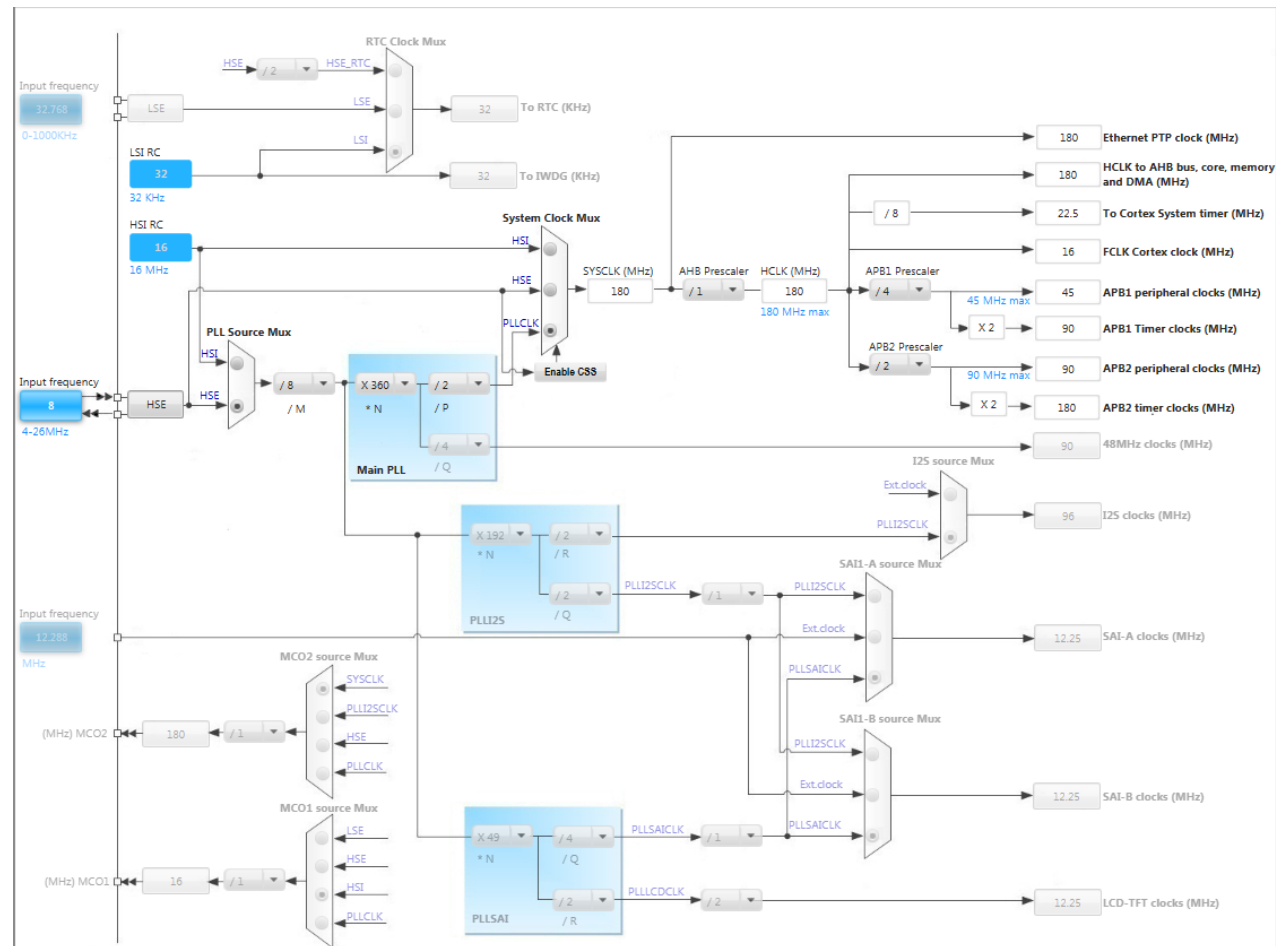 RTC Clock Mux
HSE
/ 2
HSE_RTC
Input frequency
32.768
0-1000KHz
LSE
LSE
32
To RTC (KHz)
LSI
LSI RC
32
32 KHz
32
To IWDG (KHz)
HSI RC
16
16 MHz
System Clock Mux
HSI
HSE
PLLCLK
SYSCLK (MHz)
180
AHB Prescaler
/ 1
HCLK (MHz)
180
180 MHz max
180
Ethernet PTP clock (MHz)
180
HCLK to AHB bus, core, memory
and DMA (MHz)
/ 8
22.5
To Cortex System timer (MHz)
16
FCLK Cortex clock (MHz)
APB1 Prescaler
/ 4
45 MHz max
45
APB1 peripheral clocks (MHz)
X 2
90
APB1 Timer clocks (MHz)
APB2 Prescaler
/ 2
90 MHz max
90
APB2 peripheral clocks (MHz)
X 2
180
APB2 timer clocks (MHz)
Enable CSS
PLL Source Mux
HSI
HSE
Input frequency
8
4-26MHz
HSE
/ 8
/ M
X 360
* N
/ 2
/ P
/ 4
/ Q
Main PLL
90
48MHz clocks (MHz)
I2S source Mux
Ext.clock
PLLI2SCLK
96
I2S clocks (MHz)
X 192
* N
/ 2
/ R
/ 2
/ Q
PLLI2S
PLLI2SCLK
/ 1
SAI1-A source Mux
PLLI2SCLK
Ext.clock
PLLSAICLK
12.25
SAI-A clocks (MHz)
Input frequency
12.288
MHz
MCO2 source Mux
SYSCLK
PLLI2SCLK
HSE
PLLCLK
(MHz) MCO2
180
/ 1
SAI1-B source Mux
PLLI2SCLK
Ext.clock
PLLSAICLK
12.25
SAI-B clocks (MHz)
MCO1 source Mux
LSE
HSE
HSI
PLLCLK
(MHz) MCO1
16
/ 1
X 49
* N
/ 4
/ Q
/ 2
/ R
PLLSAI
PLLSAICLK
/ 1
PLLLCDCLK
/ 2
12.25
LCD-TFT clocks (MHz)